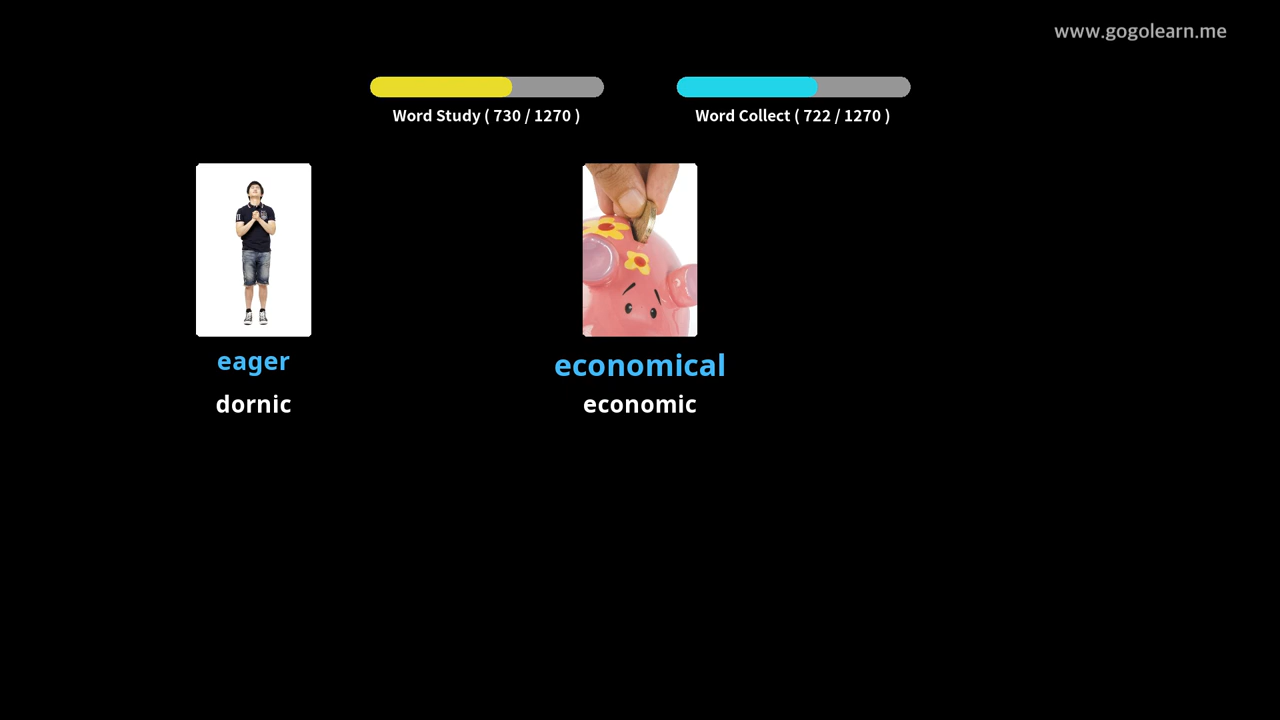 www.gogolearn.me
Word Study ( 730 / 1270 )
Word Collect ( 722 / 1270 )
eager
dornic
economical
economic